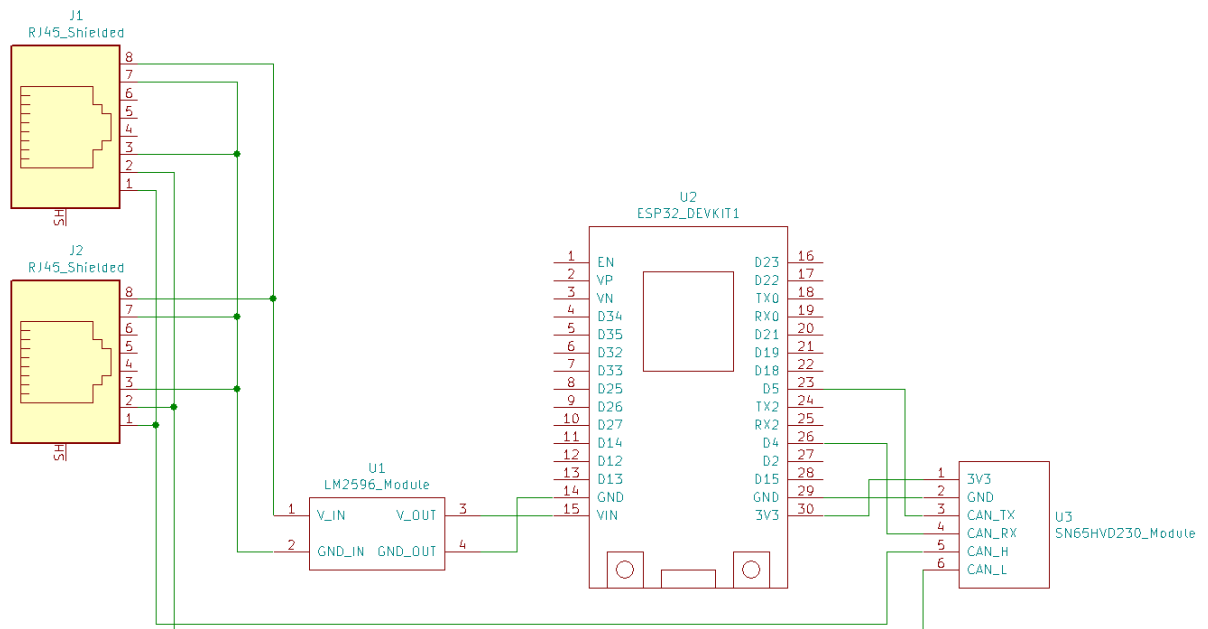 J1
RJ45_Shielded
8
7
6
5
4
3
2
1
SH
J2
RJ45_Shielded
8
7
6
5
4
3
2
1
SH
U1
LM2596_Module
1 V_IN V_OUT 3
2 GND_IN GND_OUT 4
U2
ESP32_DEVKIT1
1 EN D23 16
2 VP D22 17
3 VN TX0 18
4 D34 RX0 19
5 D35 D21 20
6 D32 D19 21
7 D33 D18 22
8 D25 D5 23
9 D26 TX2 24
10 D27 RX2 25
11 D14 D4 26
12 D12 D2 27
13 D13 D15 28
14 GND GND 29
15 VIN 3V3 30
1 3V3
2 GND
3 CAN_TX
4 CAN_RX
5 CAN_H
6 CAN_L
U3
SN65HVD230_Module